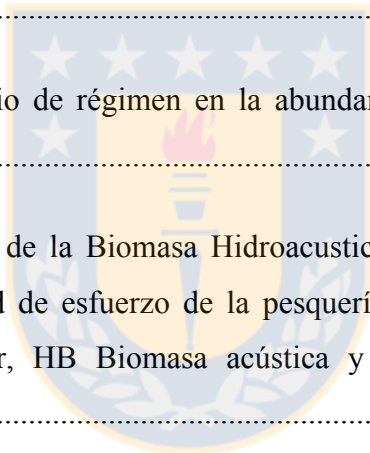 ................................................................
io de régimen en la abundan
................................................................
de la Biomasa Hidroacustic
d de esfuerzo de la pesquerí
r, HB Biomasa acústica y
................................................................